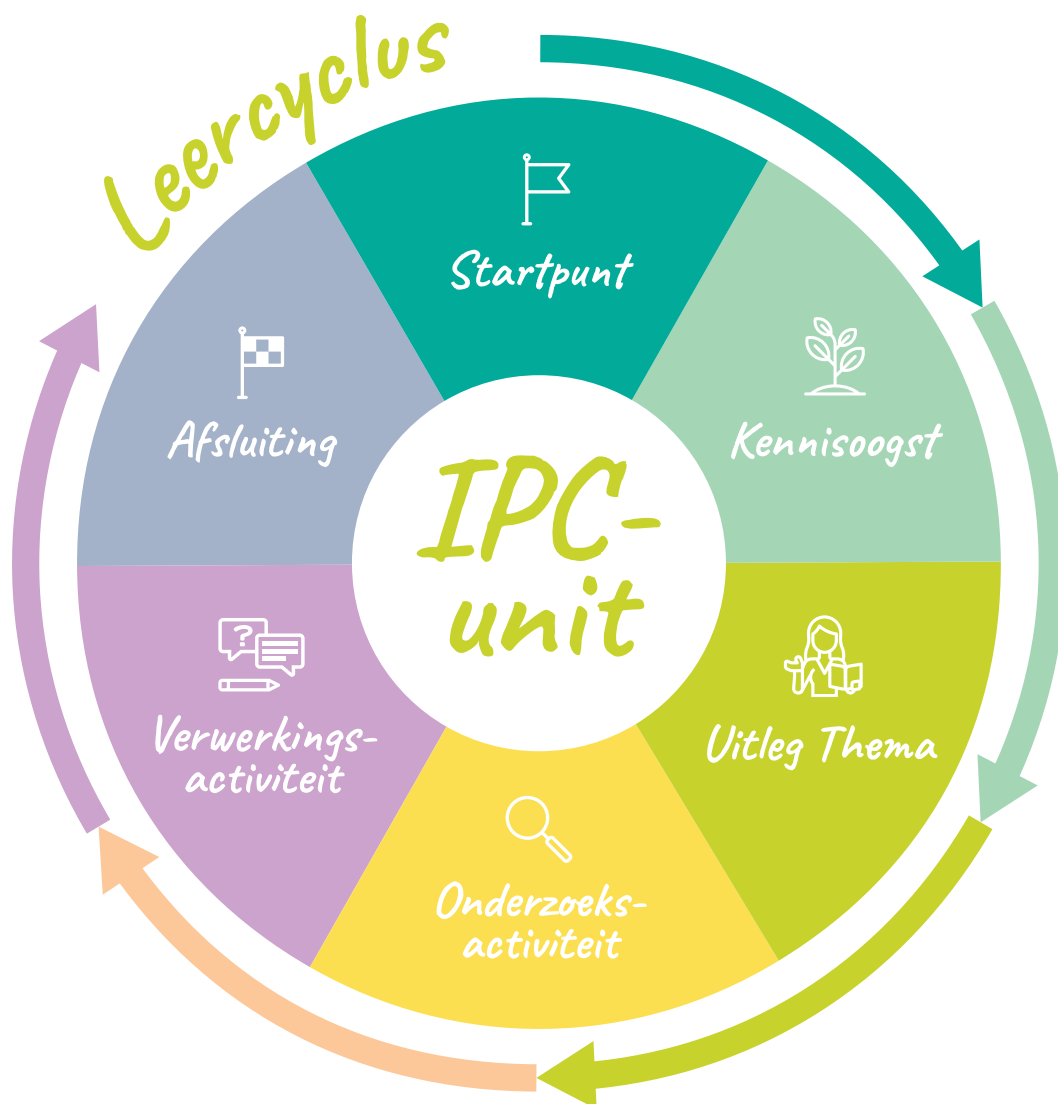 Leercyclus
Startpunt
Kennisoogst
Uitleg Thema
Onderzoeks-
activiteit
Verwerkings-
activiteit
Afsluiting
IPC-
unit
?